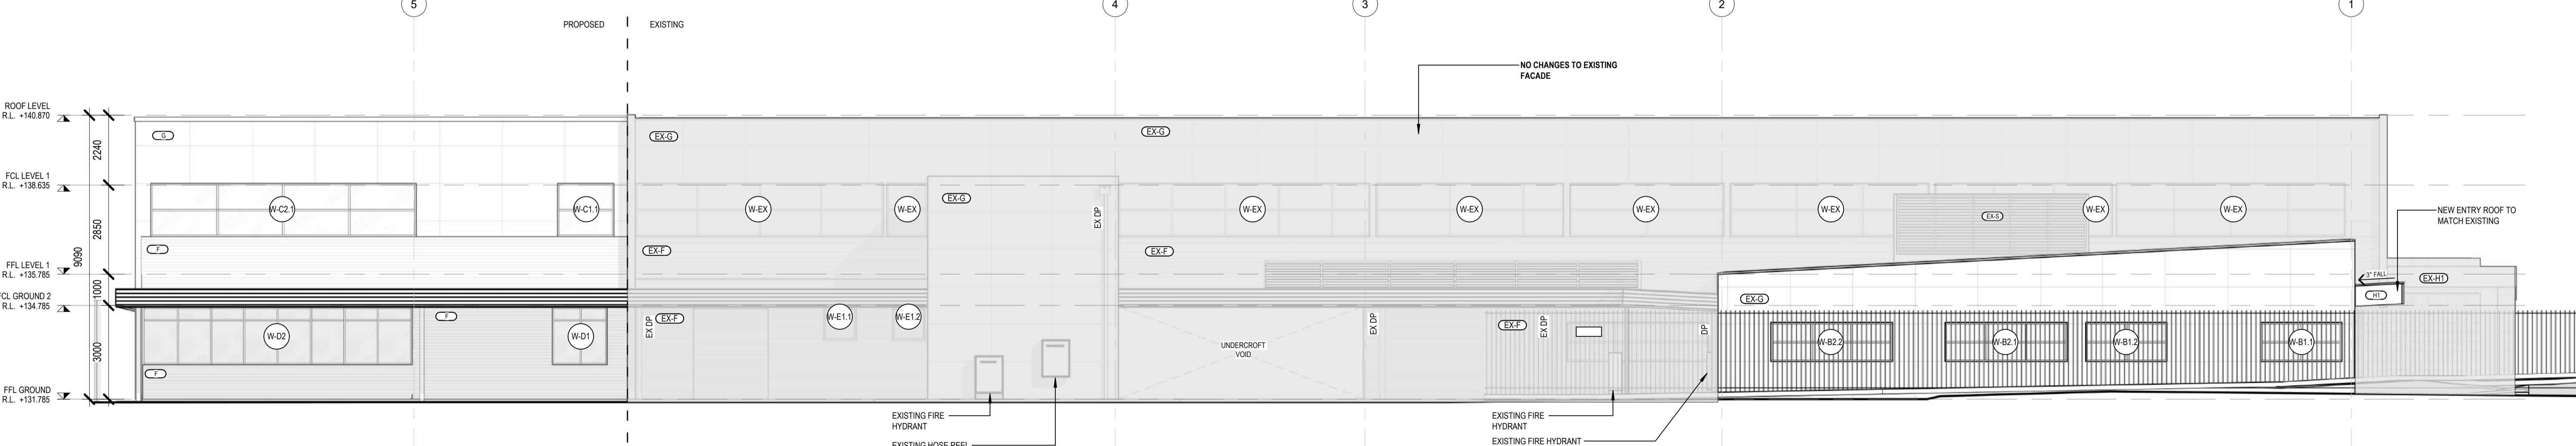 5
4
3
2
1
PROPOSED
EXISTING
NO CHANGES TO EXISTING
FACADE
ROOF LEVEL
R.L. +140.870
FCL LEVEL 1
R.L. +138.635
FFL LEVEL 1
R.L. +135.785
FCL GROUND 2
R.L. +134.785
FFL GROUND
R.L. +131.785
2240
2850
1000
3000
9090
G
EX-G
EX-G
W-C2.1
W-C1.1
W-EX
W-EX
EX-G
EX DP
W-EX
W-EX
W-EX
W-EX
EX-S
W-EX
W-EX
NEW ENTRY ROOF TO
MATCH EXISTING
F
EX-F
EX-F
3° FALL
EX-H1
H1
EX-G
F
W-D2
W-D1
F
EX DP
EX-F
W-E1.1
W-E1.2
UNDERCROFT
VOID
EX DP
EX-F
EX DP
DP
W-B2.2
W-B2.1
W-B1.2
W-B1.1
EXISTING FIRE
HYDRANT
EXISTING HOSE REEL
EXISTING FIRE
HYDRANT
EXISTING FIRE HYDRANT